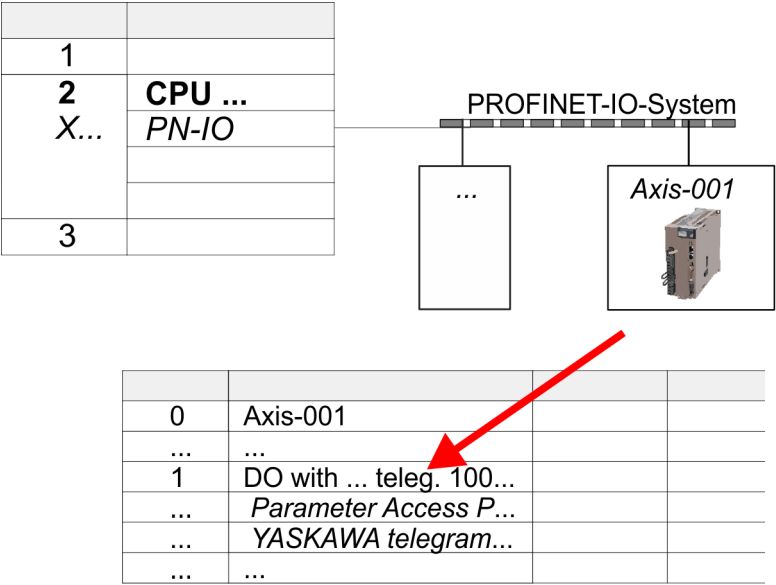 1
2 CPU ...
X... PN-IO
3
PROFINET-IO-System
...
Axis-001
0 Axis-001
... ...
1 DO with ... teleg. 100...
... Parameter Access P...
... YASKAWA telegram...
... ...